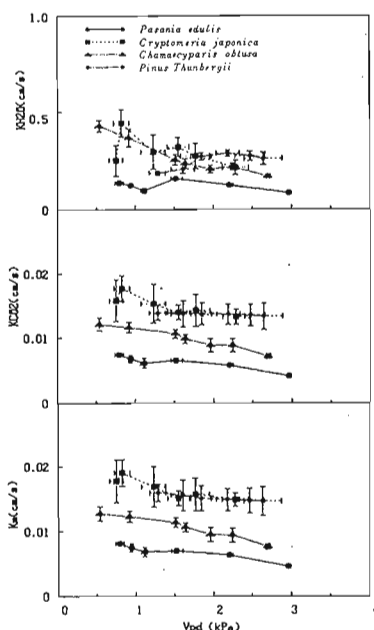 1.0
Pasania edulis
Cryptomeria japonica
Chamaecyparis obtusa
Pinus Thunbergii
KH2O(cm/s)
0.5
0
0.02
KCO2(cm/s)
0.01
0
0.02
Km(cm/s)
0.01
0
0 1 2 3 4
Vpd (kPa)